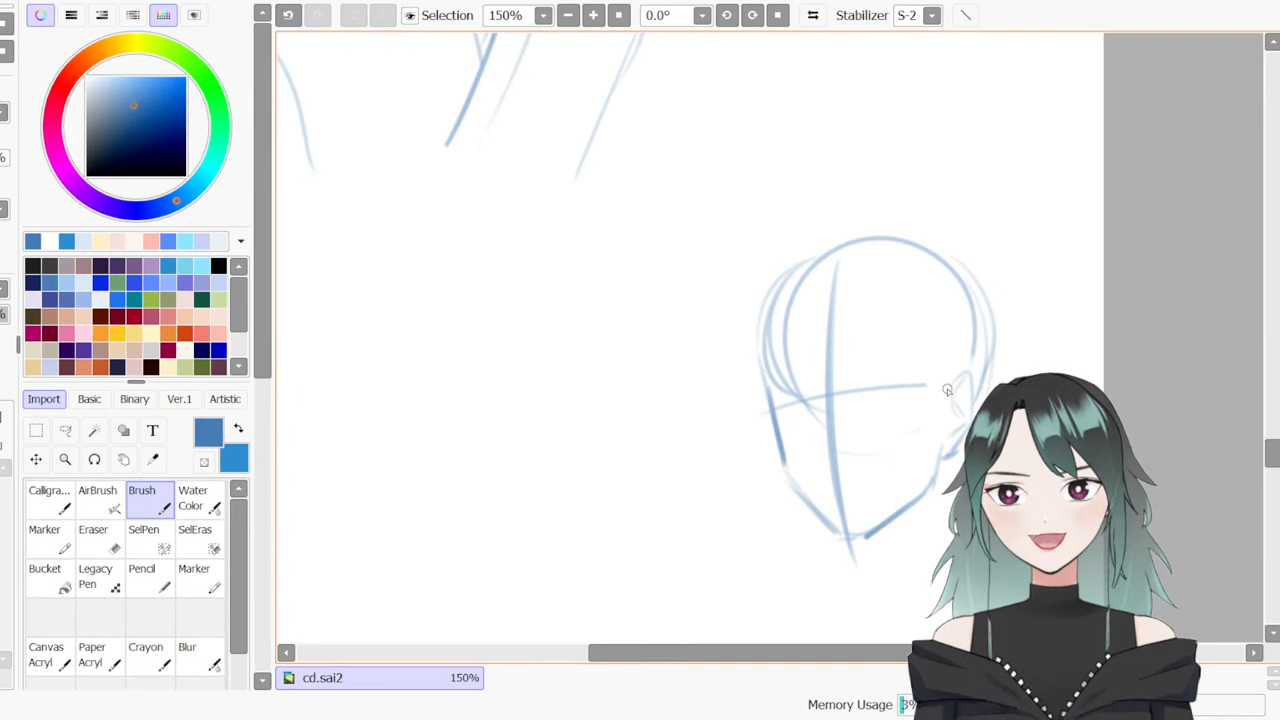 Selection 150% 0.0° Stabilizer S-2
%
%
Import Basic Binary Ver.1 Artistic
T
Calligra... AirBrush Brush Water Color
Marker Eraser SelPen SelEras
Bucket Legacy Pen Pencil Marker
Canvas Acryl Paper Acryl Crayon Blur
cd.sai2 150%
Memory Usage 3%